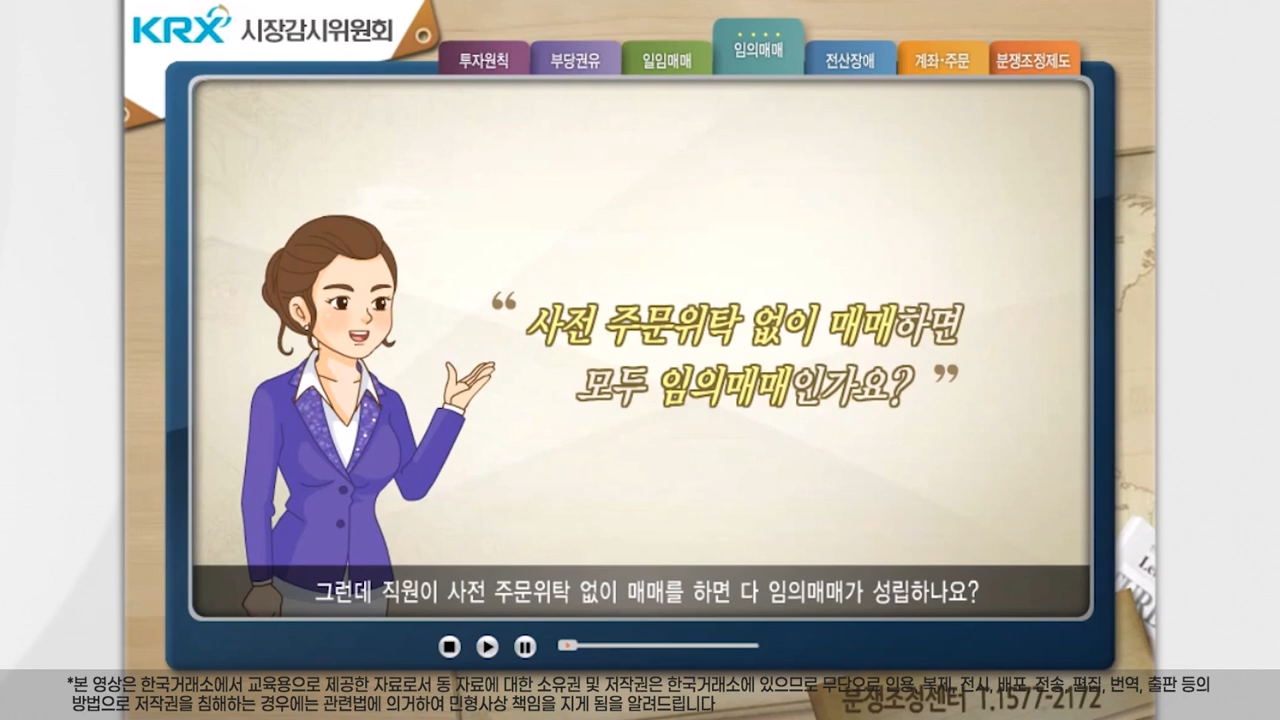 KRX 시장감시위원회
투자원칙
부당권유
일임매매
임의매매
전산장애
계좌·주문
분쟁조정제도
“ 사전 주문위탁 없이 매매하면
모두 임의매매인가요? ”
그런데 직원이 사전 주문위탁 없이 매매를 하면 다 임의매매가 성립하나요?
*본 영상은 한국거래소에서 교육용으로 제공한 자료로서 동 자료에 대한 소유권 및 저작권은 한국거래소에 있으므로 무단으로 이용, 복제, 전시, 배포, 전송, 편집, 번역, 출판 등의
방법으로 저작권을 침해하는 경우에는 관련법에 의거하여 민형사상 책임을 지게 됨을 알려드립니다
분쟁조정센터 T.1577-2172